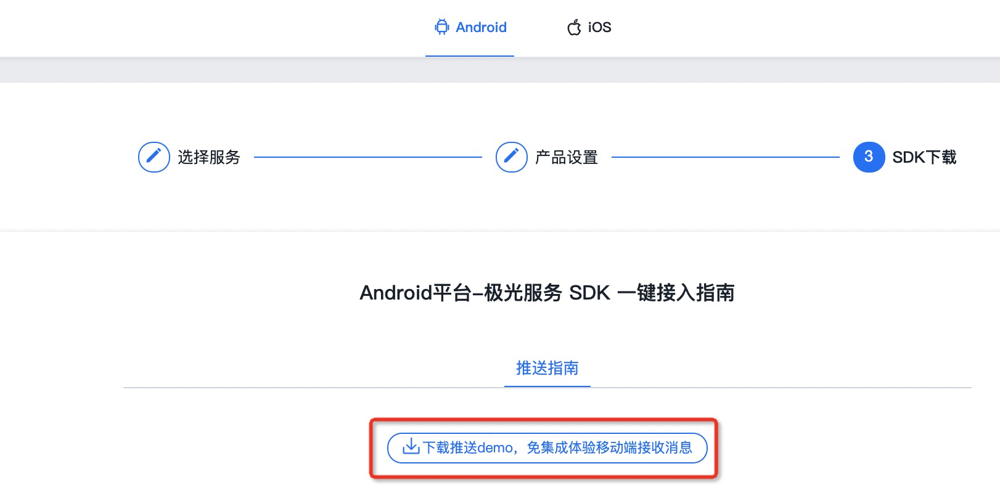 Android
iOS
选择服务
产品设置
3 SDK下载
Android平台-极光服务 SDK 一键接入指南
推送指南
下载推送demo，免集成体验移动端接收消息